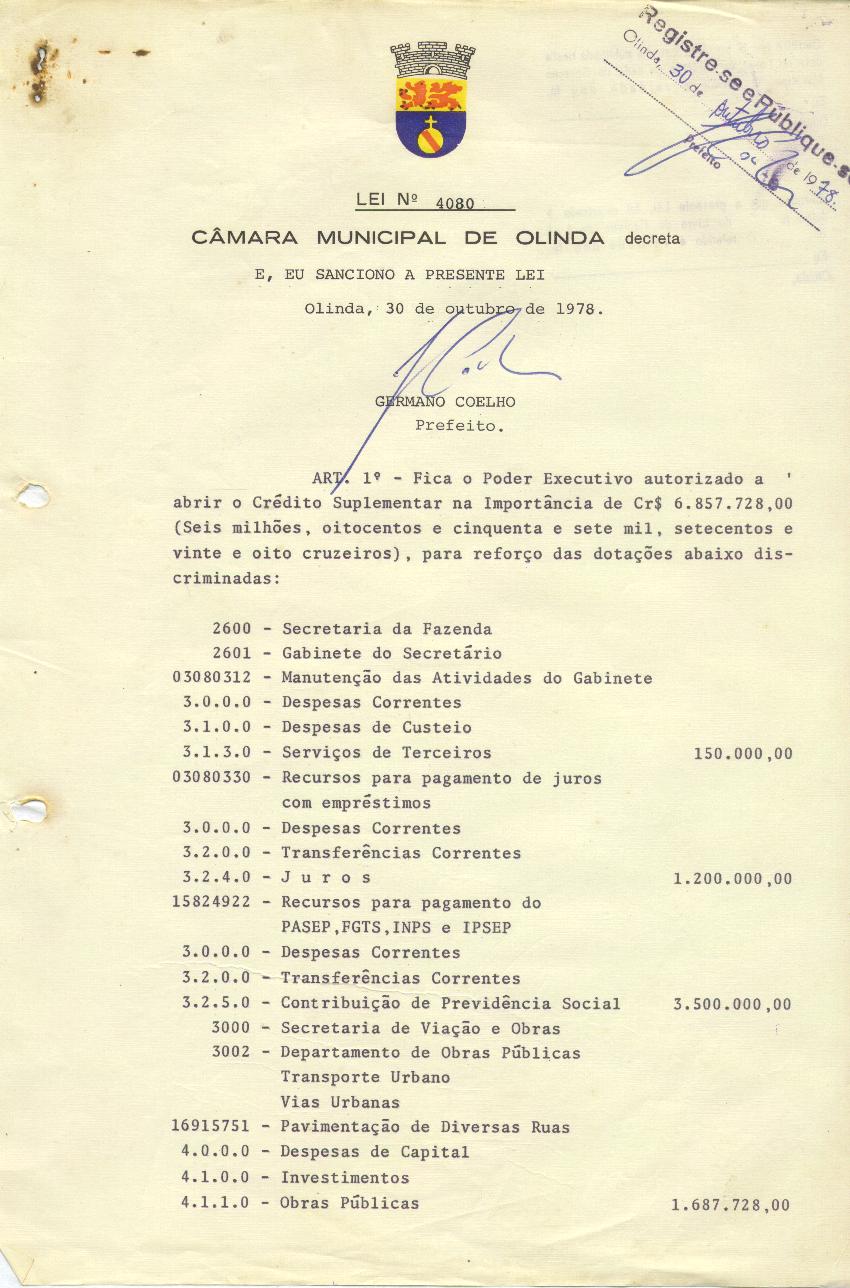 Registre-se e Publique-se
Olinda, 30 de outubro de 1978.
Prefeito
LEI Nº 4080
CÂMARA MUNICIPAL DE OLINDA decreta
E, EU SANCIONO A PRESENTE LEI
Olinda, 30 de outubro de 1978.
GERMANO COELHO
Prefeito.
ART. 1º - Fica o Poder Executivo autorizado a '
abrir o Crédito Suplementar na Importância de Cr$ 6.857.728,00
(Seis milhões, oitocentos e cinquenta e sete mil, setecentos e
vinte e oito cruzeiros), para reforço das dotações abaixo dis-
criminadas:
2600 - Secretaria da Fazenda
2601 - Gabinete do Secretário
03080312 - Manutenção das Atividades do Gabinete
3.0.0.0 - Despesas Correntes
3.1.0.0 - Despesas de Custeio
3.1.3.0 - Serviços de Terceiros 150.000,00
03080330 - Recursos para pagamento de juros
com empréstimos
3.0.0.0 - Despesas Correntes
3.2.0.0 - Transferências Correntes
3.2.4.0 - J u r o s 1.200.000,00
15824922 - Recursos para pagamento do
PASEP,FGTS,INPS e IPSEP
3.0.0.0 - Despesas Correntes
3.2.0.0 - Transferências Correntes
3.2.5.0 - Contribuição de Previdência Social 3.500.000,00
3000 - Secretaria de Viação e Obras
3002 - Departamento de Obras Públicas
Transporte Urbano
Vias Urbanas
16915751 - Pavimentação de Diversas Ruas
4.0.0.0 - Despesas de Capital
4.1.0.0 - Investimentos
4.1.1.0 - Obras Públicas 1.687.728,00